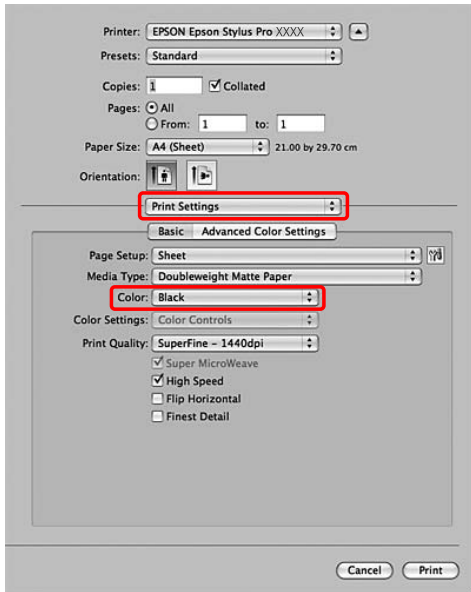 Printer: EPSON Epson Stylus Pro XXXX
Presets: Standard
Copies: 1 Collated
Pages: All
From: 1 to: 1
Paper Size: A4 (Sheet) 21.00 by 29.70 cm
Orientation:
Print Settings
Basic Advanced Color Settings
Page Setup: Sheet
Media Type: Doubleweight Matte Paper
Color: Black
Color Settings: Color Controls
Print Quality: SuperFine - 1440dpi
Super MicroWeave
High Speed
Flip Horizontal
Finest Detail
Cancel Print